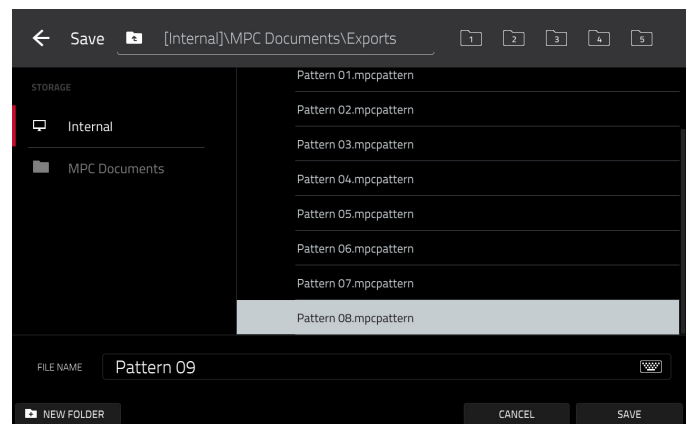 Save [Internal]\MPC Documents\Exports 1 2 3 4 5
STORAGE
Internal
MPC Documents
Pattern 01.mpcpattern
Pattern 02.mpcpattern
Pattern 03.mpcpattern
Pattern 04.mpcpattern
Pattern 05.mpcpattern
Pattern 06.mpcpattern
Pattern 07.mpcpattern
Pattern 08.mpcpattern
FILE NAME Pattern 09
NEW FOLDER CANCEL SAVE